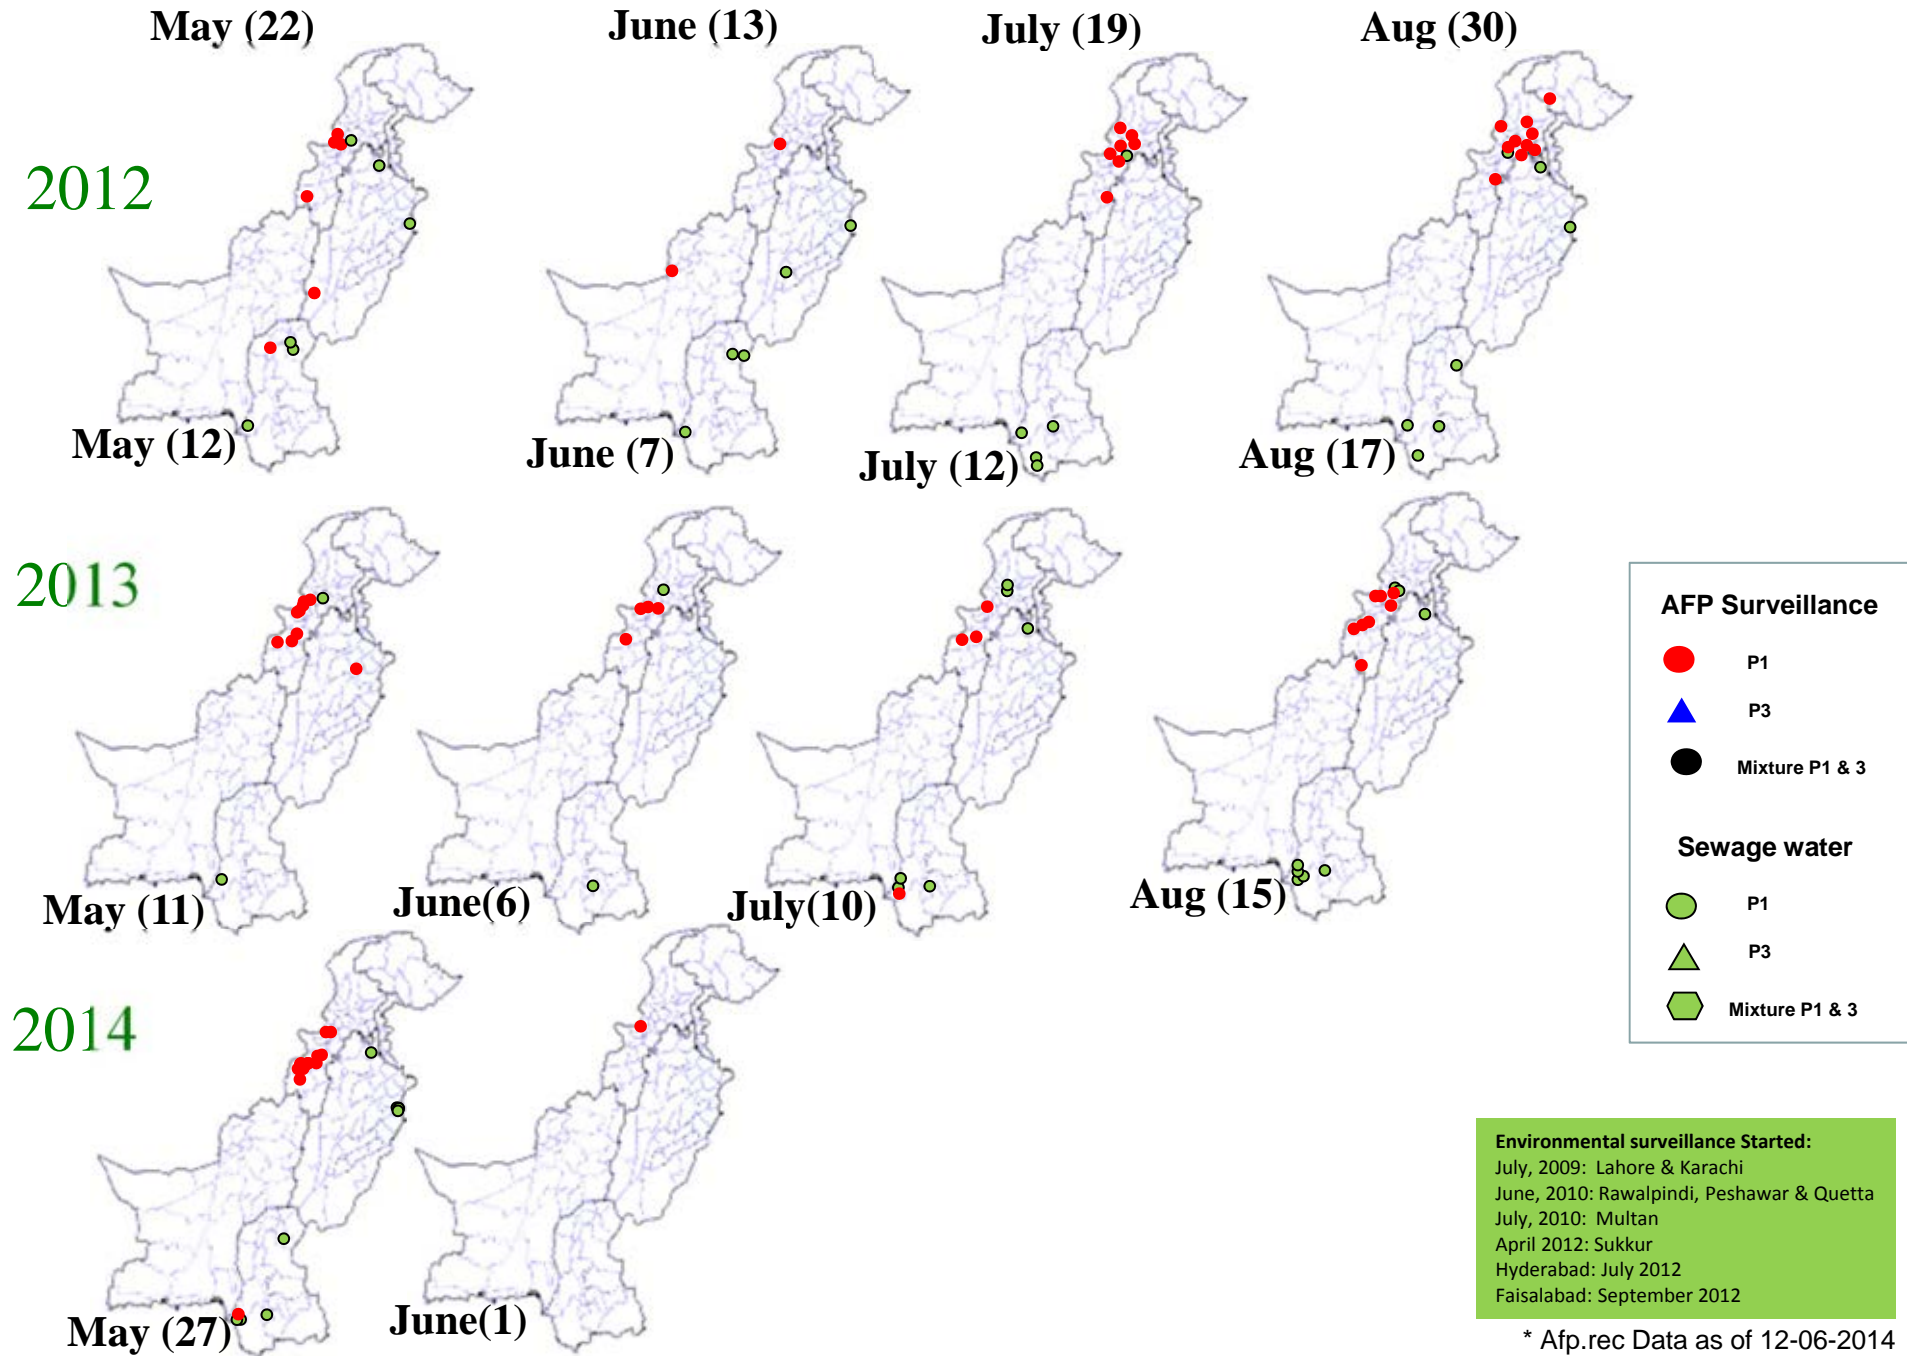 May (22)
June (13)
July (19)
Aug (30)
2012
May (12)
June (7)
July (12)
Aug (17)
2013
May (11)
June(6)
July(10)
Aug (15)
2014
May (27)
June(1)
AFP Surveillance
P1
P3
Mixture P1 & 3
Sewage water
P1
P3
Mixture P1 & 3
Environmental surveillance Started:
July, 2009: Lahore & Karachi
June, 2010: Rawalpindi, Peshawar & Quetta
July, 2010: Multan
April 2012: Sukkur
Hyderabad: July 2012
Faisalabad: September 2012
* Afp.rec Data as of 12-06-2014